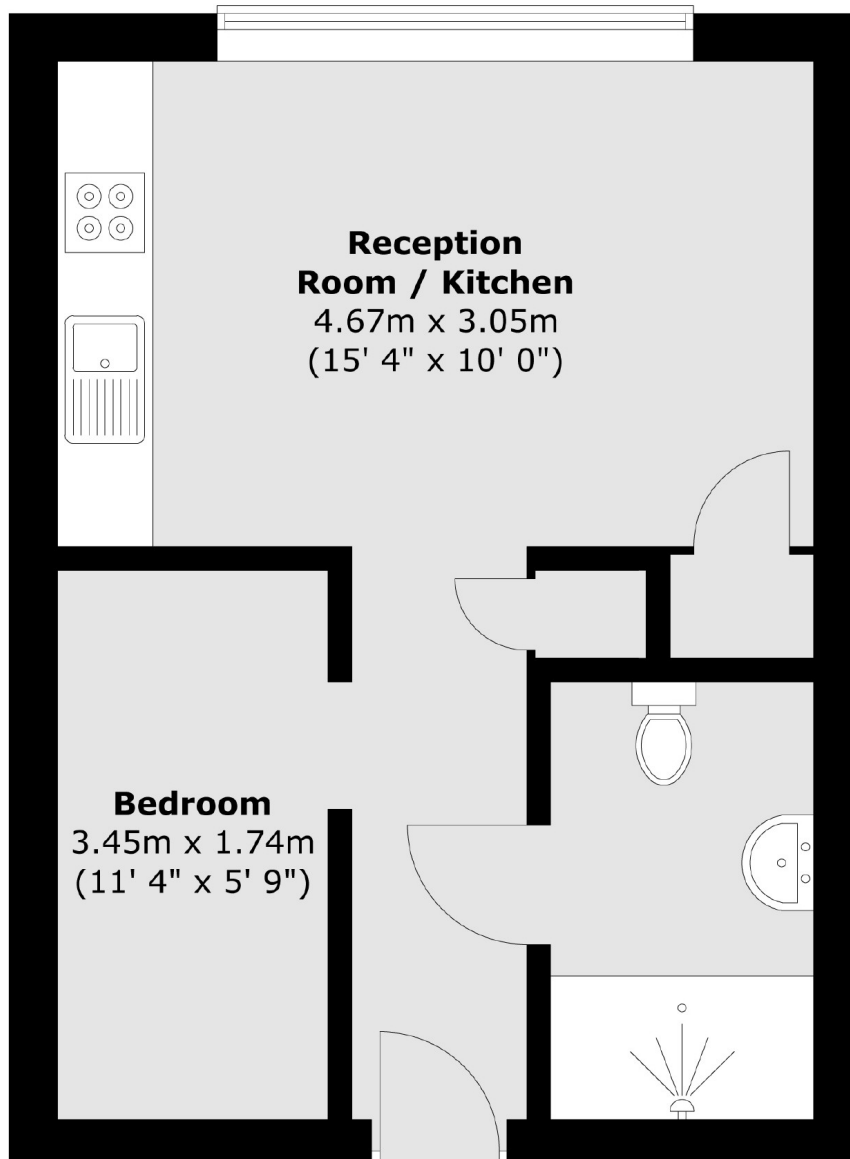 Reception
Room / Kitchen
4.67m x 3.05m
(15' 4" x 10' 0")
Bedroom
3.45m x 1.74m
(11' 4" x 5' 9")